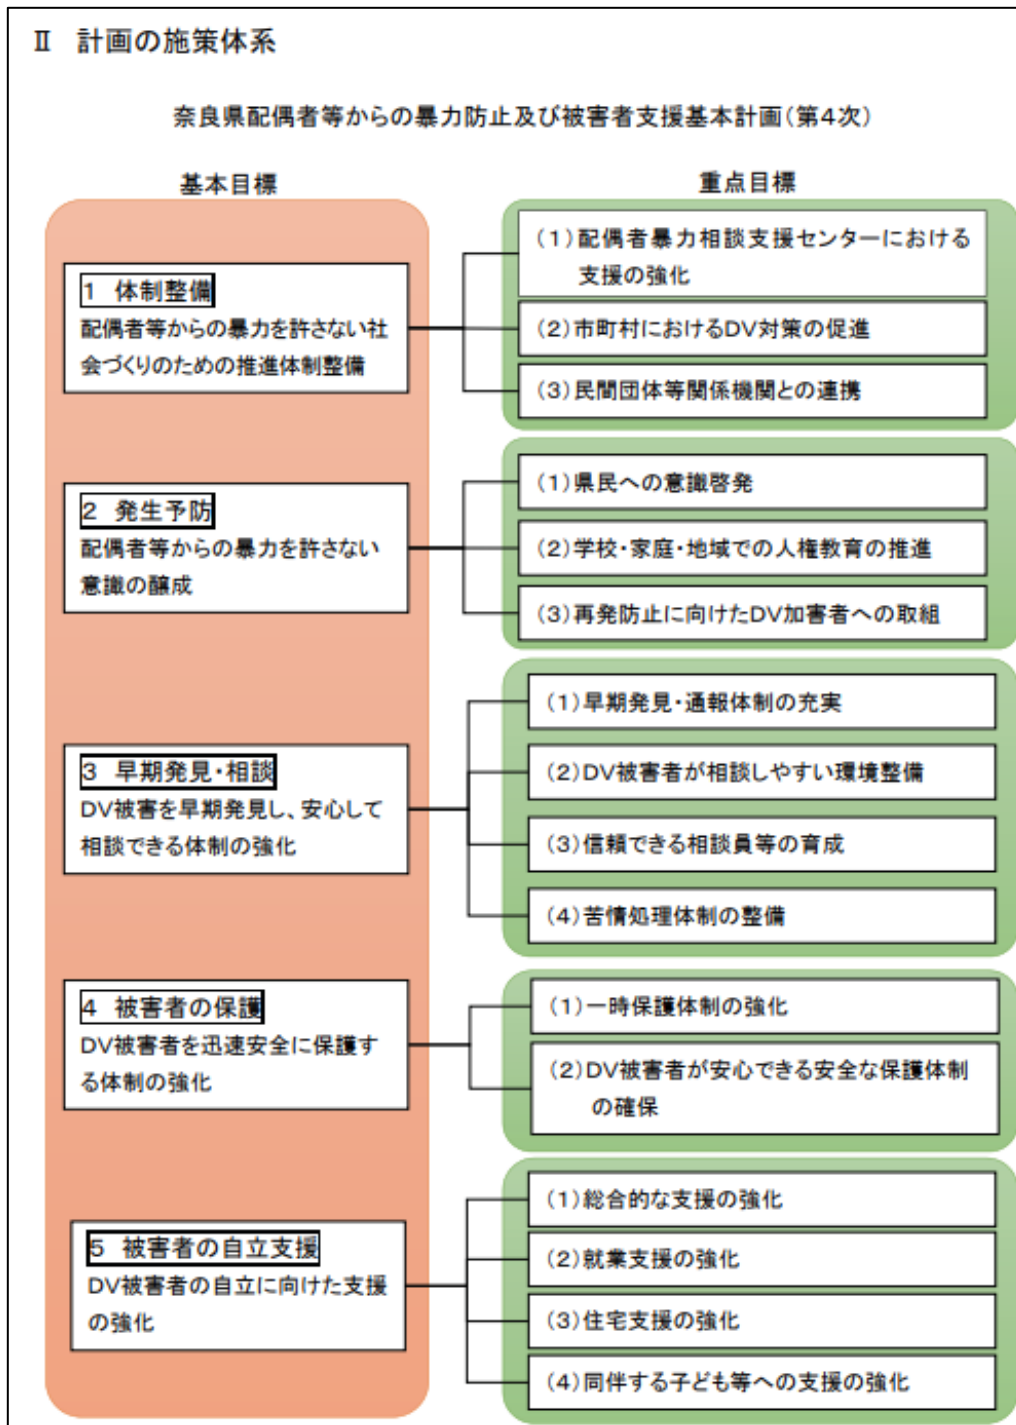 Ⅱ 計画の施策体系
奈良県配偶者等からの暴力防止及び被害者支援基本計画(第4次)
基本目標
重点目標
1 体制整備
配偶者等からの暴力を許さない社
会づくりのための推進体制整備
(1)配偶者暴力相談支援センターにおける
支援の強化
(2)市町村におけるDV対策の促進
(3)民間団体等関係機関との連携
2 発生予防
配偶者等からの暴力を許さない
意識の醸成
(1)県民への意識啓発
(2)学校・家庭・地域での人権教育の推進
(3)再発防止に向けたDV加害者への取組
3 早期発見・相談
DV被害を早期発見し、安心して
相談できる体制の強化
(1)早期発見・通報体制の充実
(2)DV被害者が相談しやすい環境整備
(3)信頼できる相談員等の育成
(4)苦情処理体制の整備
4 被害者の保護
DV被害者を迅速安全に保護す
る体制の強化
(1)一時保護体制の強化
(2)DV被害者が安心できる安全な保護体制
の確保
5 被害者の自立支援
DV被害者の自立に向けた支援
の強化
(1)総合的な支援の強化
(2)就業支援の強化
(3)住宅支援の強化
(4)同伴する子ども等への支援の強化